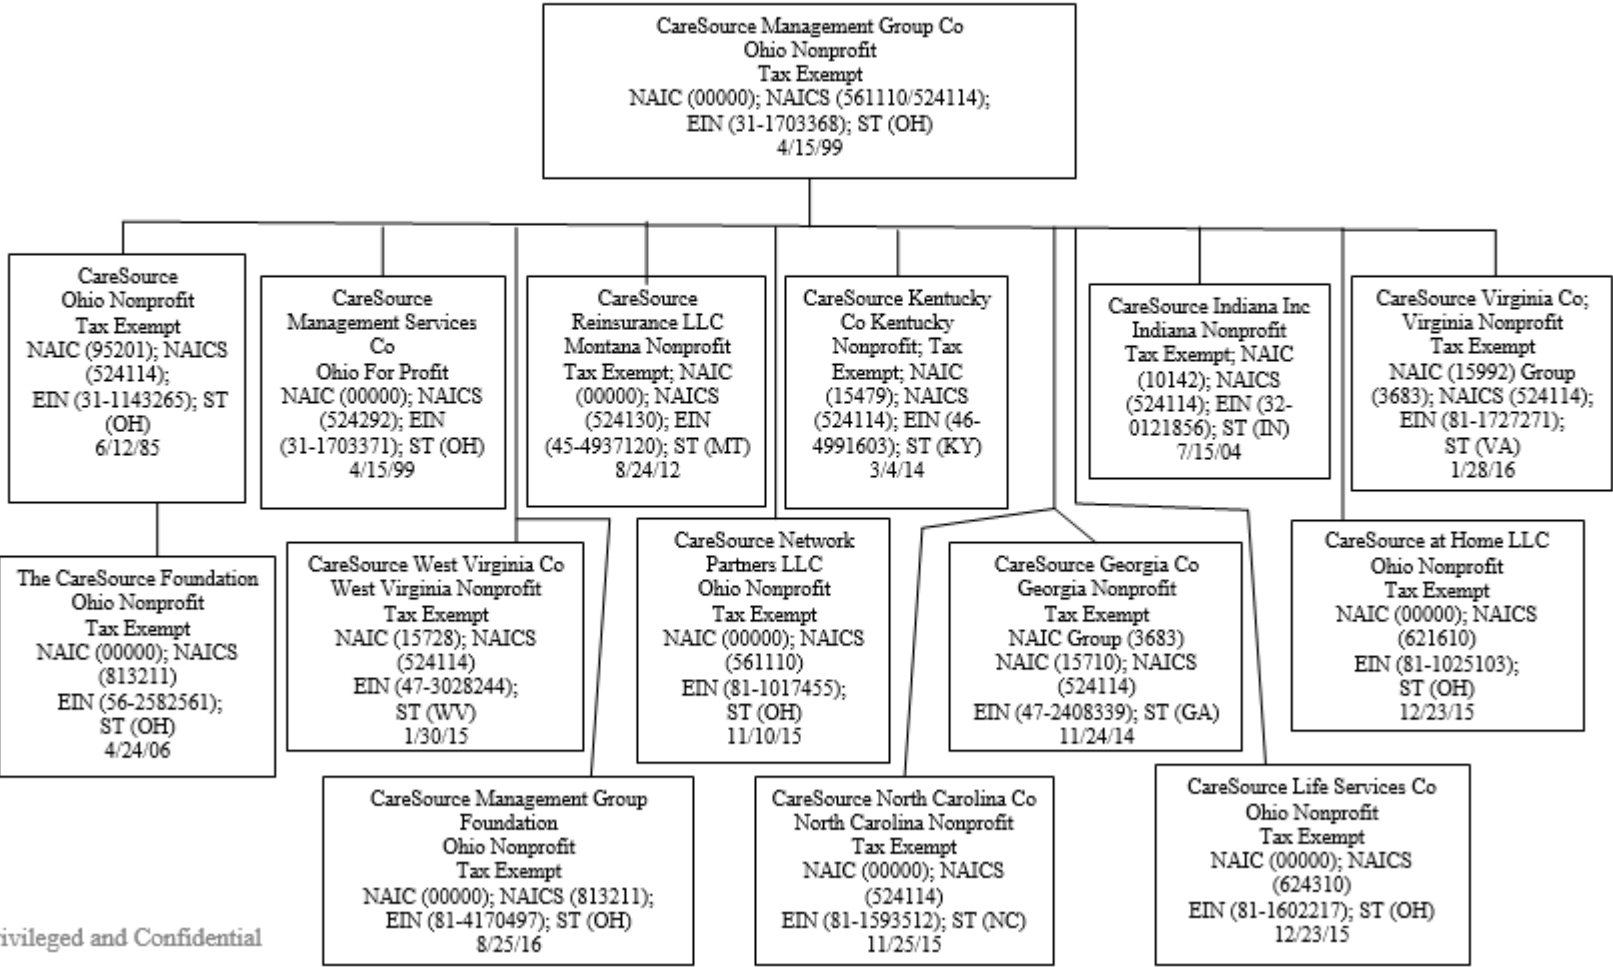 CareSource Management Group Co
Ohio Nonprofit
Tax Exempt
NAIC (00000); NAICS (561110/524114);
EIN (31-1703368); ST (OH)
4/15/99
CareSource
Ohio Nonprofit
Tax Exempt
NAIC (95201); NAICS
(524114);
EIN (31-1143265); ST
(OH)
6/12/85
CareSource
Management Services
Co
Ohio For Profit
NAIC (00000); NAICS
(524292); EIN
(31-1703371); ST (OH)
4/15/99
CareSource
Reinsurance LLC
Montana Nonprofit
Tax Exempt; NAIC
(00000); NAICS
(524130); EIN
(45-4937120); ST (MT)
8/24/12
CareSource Kentucky
Co Kentucky
Nonprofit; Tax
Exempt; NAIC
(15479); NAICS
(524114); EIN (46-
4991603); ST (KY)
3/4/14
CareSource Indiana Inc
Indiana Nonprofit
Tax Exempt; NAIC
(10142); NAICS
(524114); EIN (32-
0121856); ST (IN)
7/15/04
CareSource Virginia Co;
Virginia Nonprofit
Tax Exempt
NAIC (15992) Group
(3683); NAICS (524114);
EIN (81-1727271);
ST (VA)
1/28/16
The CareSource Foundation
Ohio Nonprofit
Tax Exempt
NAIC (00000); NAICS
(813211)
EIN (56-2582561);
ST (OH)
4/24/06
CareSource West Virginia Co
West Virginia Nonprofit
Tax Exempt
NAIC (15728); NAICS
(524114)
EIN (47-3028244);
ST (WV)
1/30/15
CareSource Network
Partners LLC
Ohio Nonprofit
Tax Exempt
NAIC (00000); NAICS
(561110)
EIN (81-1017455);
ST (OH)
11/10/15
CareSource Georgia Co
Georgia Nonprofit
Tax Exempt
NAIC Group (3683)
NAIC (15710); NAICS
(524114)
EIN (47-2408339); ST (GA)
11/24/14
CareSource at Home LLC
Ohio Nonprofit
Tax Exempt
NAIC (00000); NAICS
(621610)
EIN (81-1025103);
ST (OH)
12/23/15
CareSource Management Group
Foundation
Ohio Nonprofit
Tax Exempt
NAIC (00000); NAICS (813211);
EIN (81-4170497); ST (OH)
8/25/16
CareSource North Carolina Co
North Carolina Nonprofit
Tax Exempt
NAIC (00000); NAICS
(524114)
EIN (81-1593512); ST (NC)
11/25/15
CareSource Life Services Co
Ohio Nonprofit
Tax Exempt
NAIC (00000); NAICS
(624310)
EIN (81-1602217); ST (OH)
12/23/15
ivileged and Confidential